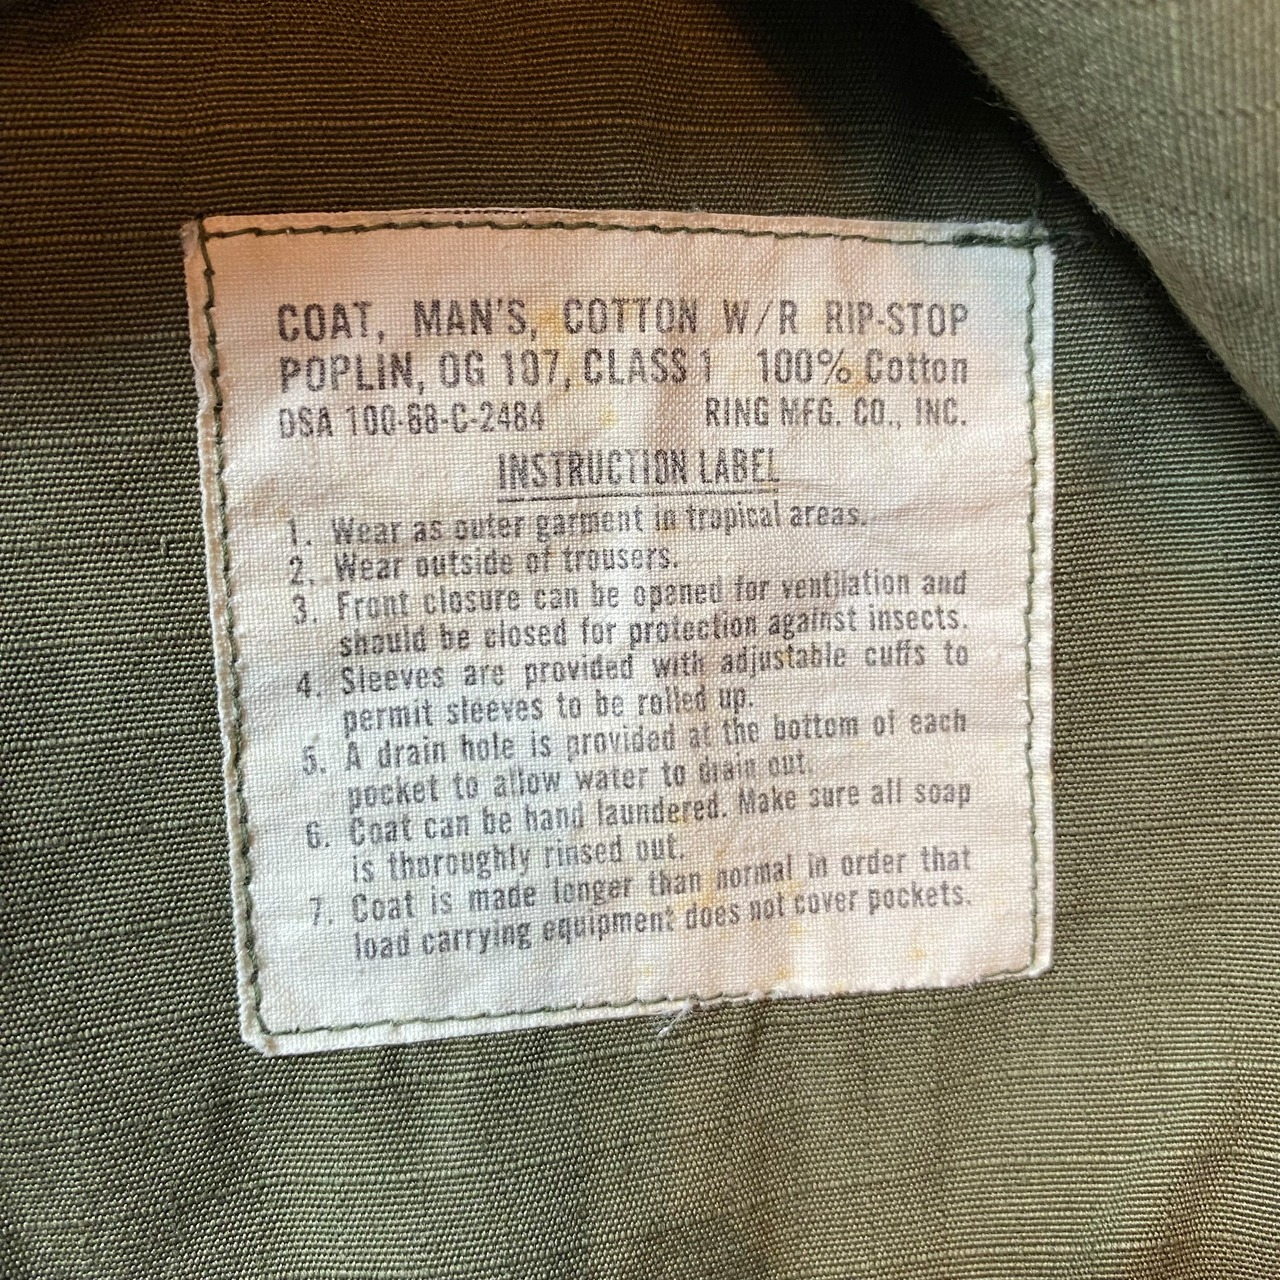 COAT, MAN'S, COTTON W/R RIP-STOP
POPLIN, OG 107, CLASS 1 100% Cotton
DSA 100-68-C-2484 RING MFG. CO., INC.
INSTRUCTION LABEL
1. Wear as outer garment in tropical areas.
2. Wear outside of trousers.
3. Front closure can be opened for ventilation and
should be closed for protection against insects.
4. Sleeves are provided with adjustable cuffs to
permit sleeves to be rolled up.
5. A drain hole is provided at the bottom of each
pocket to allow water to drain out.
6. Coat can be hand laundered. Make sure all soap
is thoroughly rinsed out.
7. Coat is made longer than normal in order that
load carrying equipment does not cover pockets.